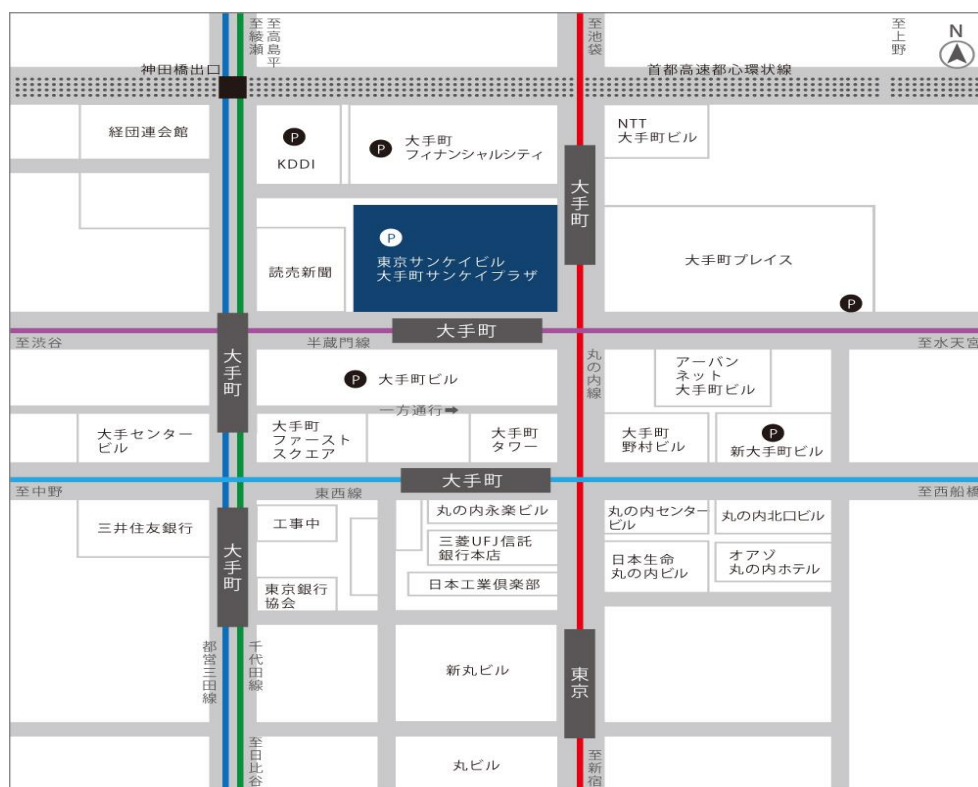 至綾瀬
至高島平
至池袋
至上野
N
神田橋出口
首都高速都心環状線
経団連会館
P
KDDI
P
大手町
フィナンシャルシティ
NTT
大手町ビル
大手町
読売新聞
P
東京サンケイビル
大手町サンケイプラザ
大手町プレイス
P
大手町
至渋谷
半蔵門線
至水天宮
大手町
P
大手町ビル
丸の内線
アーバン
ネット
大手町ビル
一方通行
大手センター
ビル
大手町
ファースト
スクエア
大手町
タワー
大手町
野村ビル
P
新大手町ビル
大手町
至中野
東西線
至西船橋
三井住友銀行
大手町
工事中
丸の内永楽ビル
三菱UFJ信託
銀行本店
日本工業倶楽部
丸の内センター
ビル
丸の内北口ビル
日本生命
丸の内ビル
オアゾ
丸の内ホテル
東京銀行
協会
都営三田線
千代田線
新丸ビル
東京
至日比谷
丸ビル
至新宿